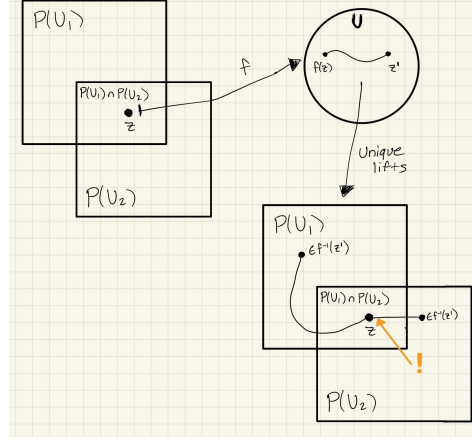 P(U₁)
U
f
f(z)
z'
P(U₁)∩P(U₂)
z
P(U₂)
Unique
lifts
P(U₁)
∈f⁻¹(z')
P(U₁)∩P(U₂)
z
∈f⁻¹(z')
!
P(U₂)